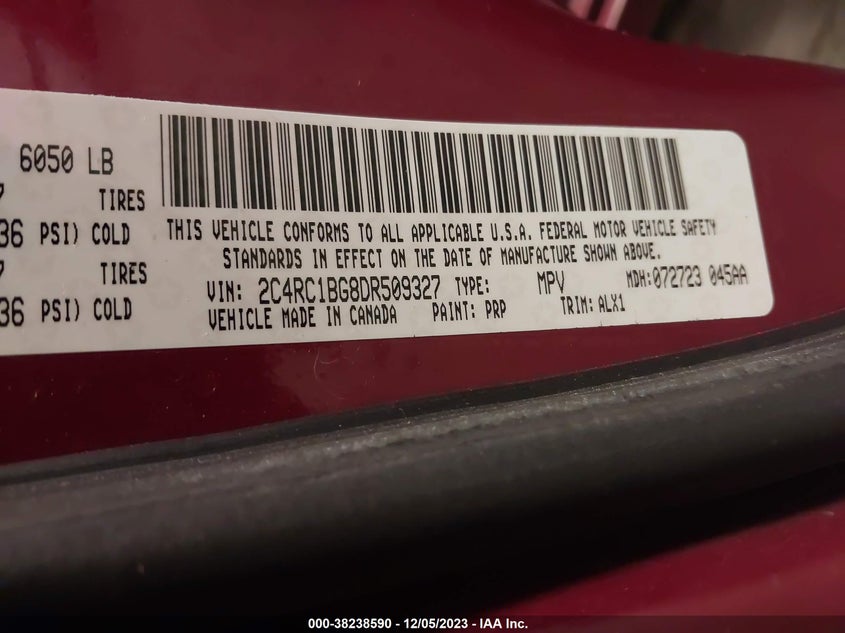 6050 LB
7 TIRES
36 PSI) COLD
7 TIRES
36 PSI) COLD
THIS VEHICLE CONFORMS TO ALL APPLICABLE U.S.A. FEDERAL MOTOR VEHICLE SAFETY
STANDARDS IN EFFECT ON THE DATE OF MANUFACTURE SHOWN ABOVE.
VIN: 2C4RC1BG8DR509327 TYPE: MPV MDH:072723 045AA
VEHICLE MADE IN CANADA PAINT: PRP TRIM: ALX1
000-38238590 - 12/05/2023 - IAA Inc.